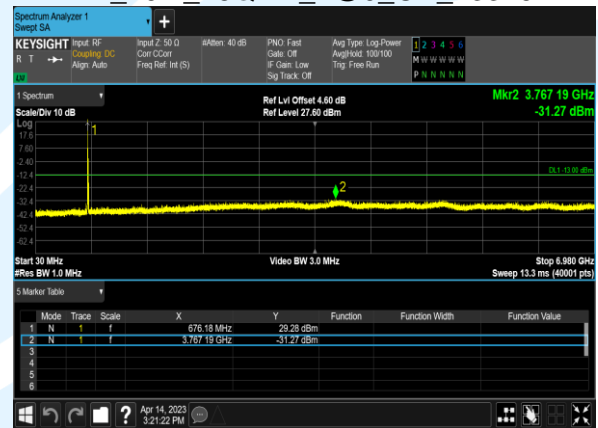 Spectrum Analyzer 1
Swept SA
KEYSIGHT Input: RF Input Z: 50 Ω #Atten: 40 dB PNO: Fast Avg Type: Log-Power 1 2 3 4 5 6
R T Coupling: DC Corr CCorr Gate: Off Avg|Hold: 100/100 M W W W W W
Align: Auto Freq Ref: Int (S) IF Gain: Low Trig: Free Run
Sig Track: Off P N N N N N
1 Spectrum Ref Lvl Offset 4.60 dB Mkr2 3.767 19 GHz
Scale/Div 10 dB Ref Level 27.60 dBm -31.27 dBm
Log
1
17.6
7.60
-2.40
DL1 -13.00 dBm
-12.4
2
-22.4
-32.4
-42.4
-52.4
-62.4
Start 30 MHz Video BW 3.0 MHz Stop 6.980 GHz
#Res BW 1.0 MHz Sweep 13.3 ms (40001 pts)
5 Marker Table
Mode Trace Scale X Y Function Function Width Function Value
1 N 1 f 676.18 MHz 29.28 dBm
2 N 1 f 3.767 19 GHz -31.27 dBm
3
4
5
6
? Apr 14, 2023
3:21:22 PM